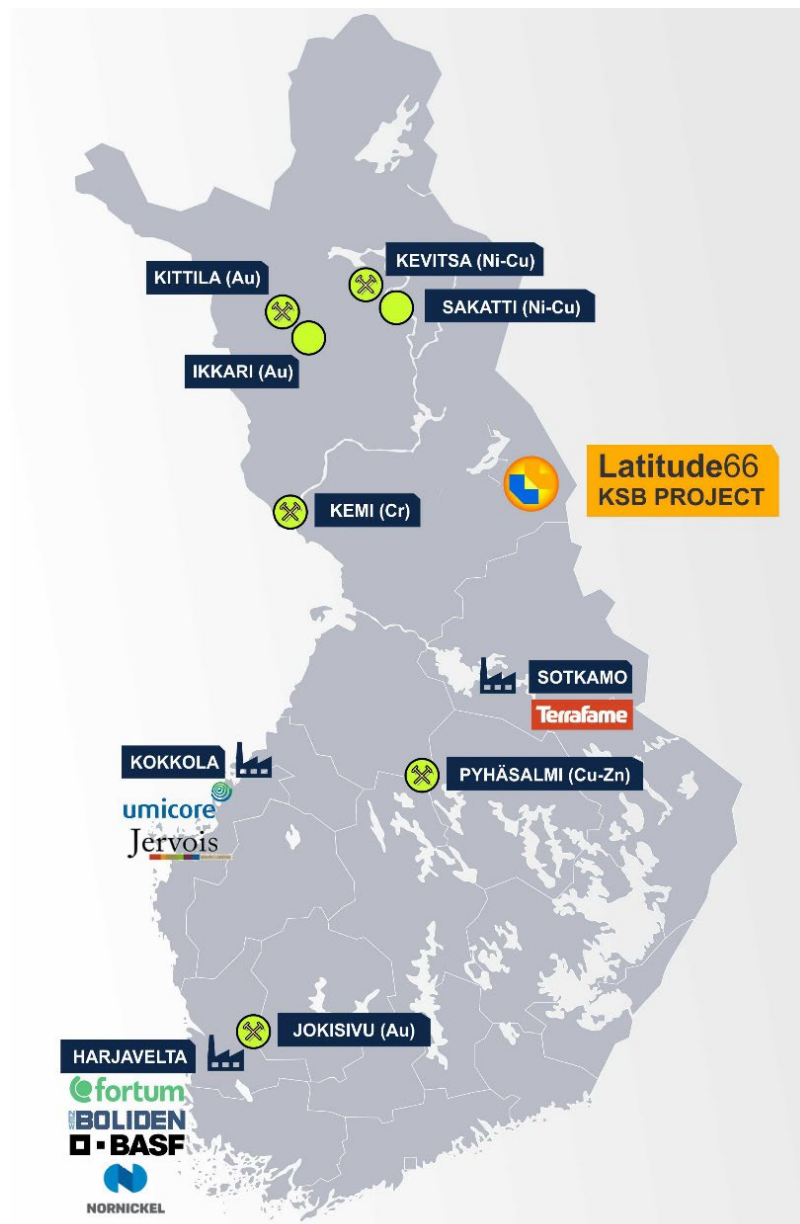 KEVITSA (Ni-Cu)
KITTILA (Au)
SAKATTI (Ni-Cu)
IKKARI (Au)
Latitude66
KSB PROJECT
KEMI (Cr)
SOTKAMO
Terrafame
KOKKOLA
PYHÄSALMI (Cu-Zn)
umicore
Jervois
JOKISIVU (Au)
HARJAVELTA
fortum
BOLIDEN
BASF
NORNICKEL